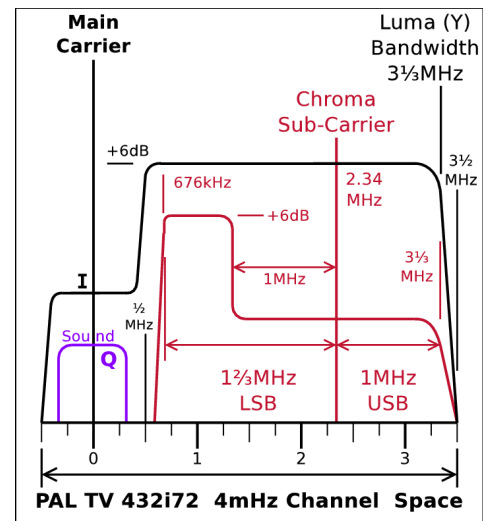 Main
Carrier
Luma (Y)
Bandwidth
3⅓MHz
Chroma
Sub-Carrier
+6dB
676kHz
2.34
MHz
3½
MHz
+6dB
3⅓
MHz
1MHz
I
½
MHz
Sound
Q
1⅔MHz
LSB
1MHz
USB
0
1
2
3
PAL TV 432i72 4mHz Channel Space